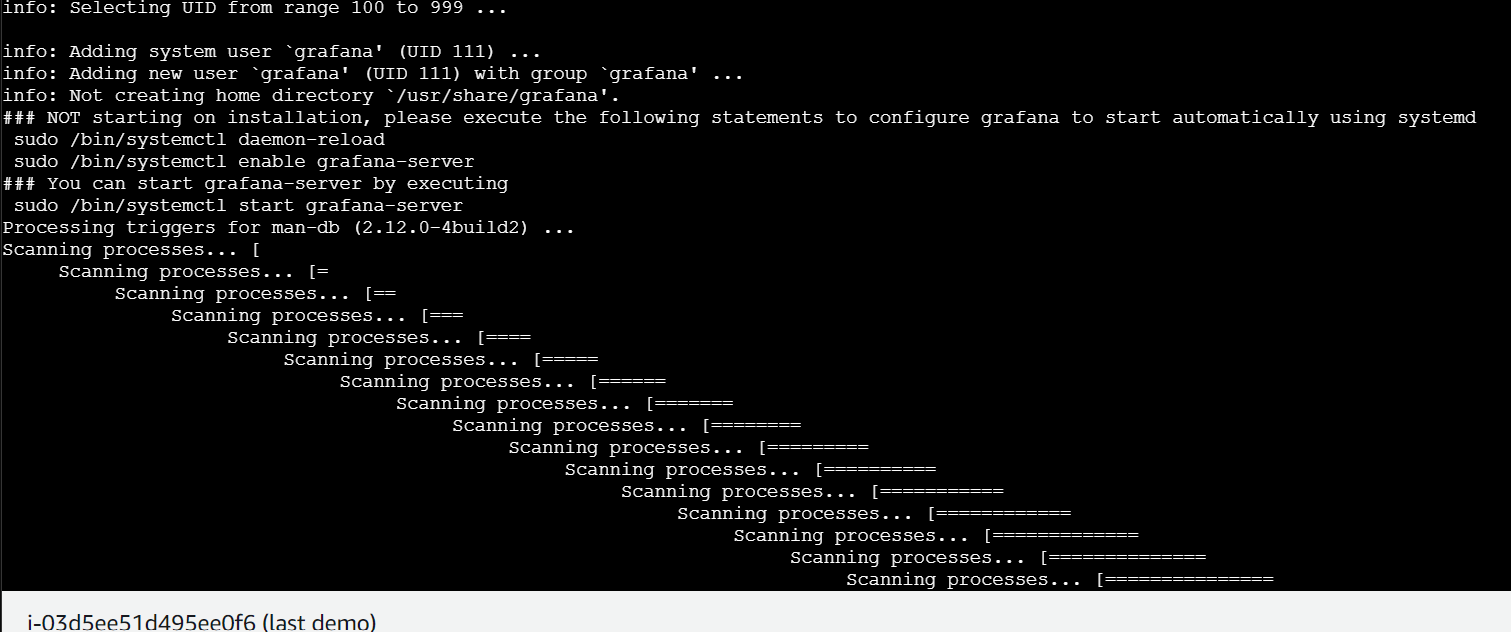 info: Selecting UID from range 100 to 999 ...
info: Adding system user `grafana' (UID 111) ...
info: Adding new user `grafana' (UID 111) with group `grafana' ...
info: Not creating home directory `/usr/share/grafana'.
### NOT starting on installation, please execute the following statements to configure grafana to start automatically using systemd
sudo /bin/systemctl daemon-reload
sudo /bin/systemctl enable grafana-server
### You can start grafana-server by executing
sudo /bin/systemctl start grafana-server
Processing triggers for man-db (2.12.0-4build2) ...
Scanning processes... [
Scanning processes... [=
Scanning processes... [==
Scanning processes... [===
Scanning processes... [====
Scanning processes... [=====
Scanning processes... [======
Scanning processes... [=======
Scanning processes... [========
Scanning processes... [=========
Scanning processes... [==========
Scanning processes... [===========
Scanning processes... [============
Scanning processes... [=============
Scanning processes... [==============
Scanning processes... [===============
i-03d5ee51d495ee0f6 (last demo)